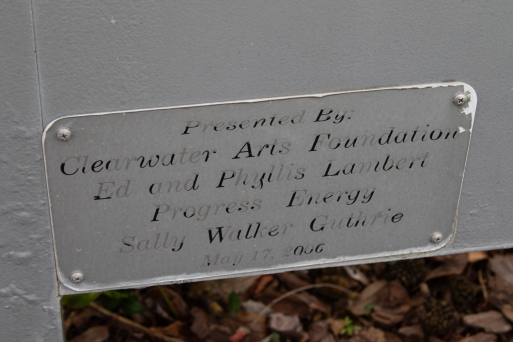 Presented By:
Clearwater Arts Foundation
Ed and Phyllis Lambert
Progress Energy
Sally Walker Guthrie
May 17, 2006